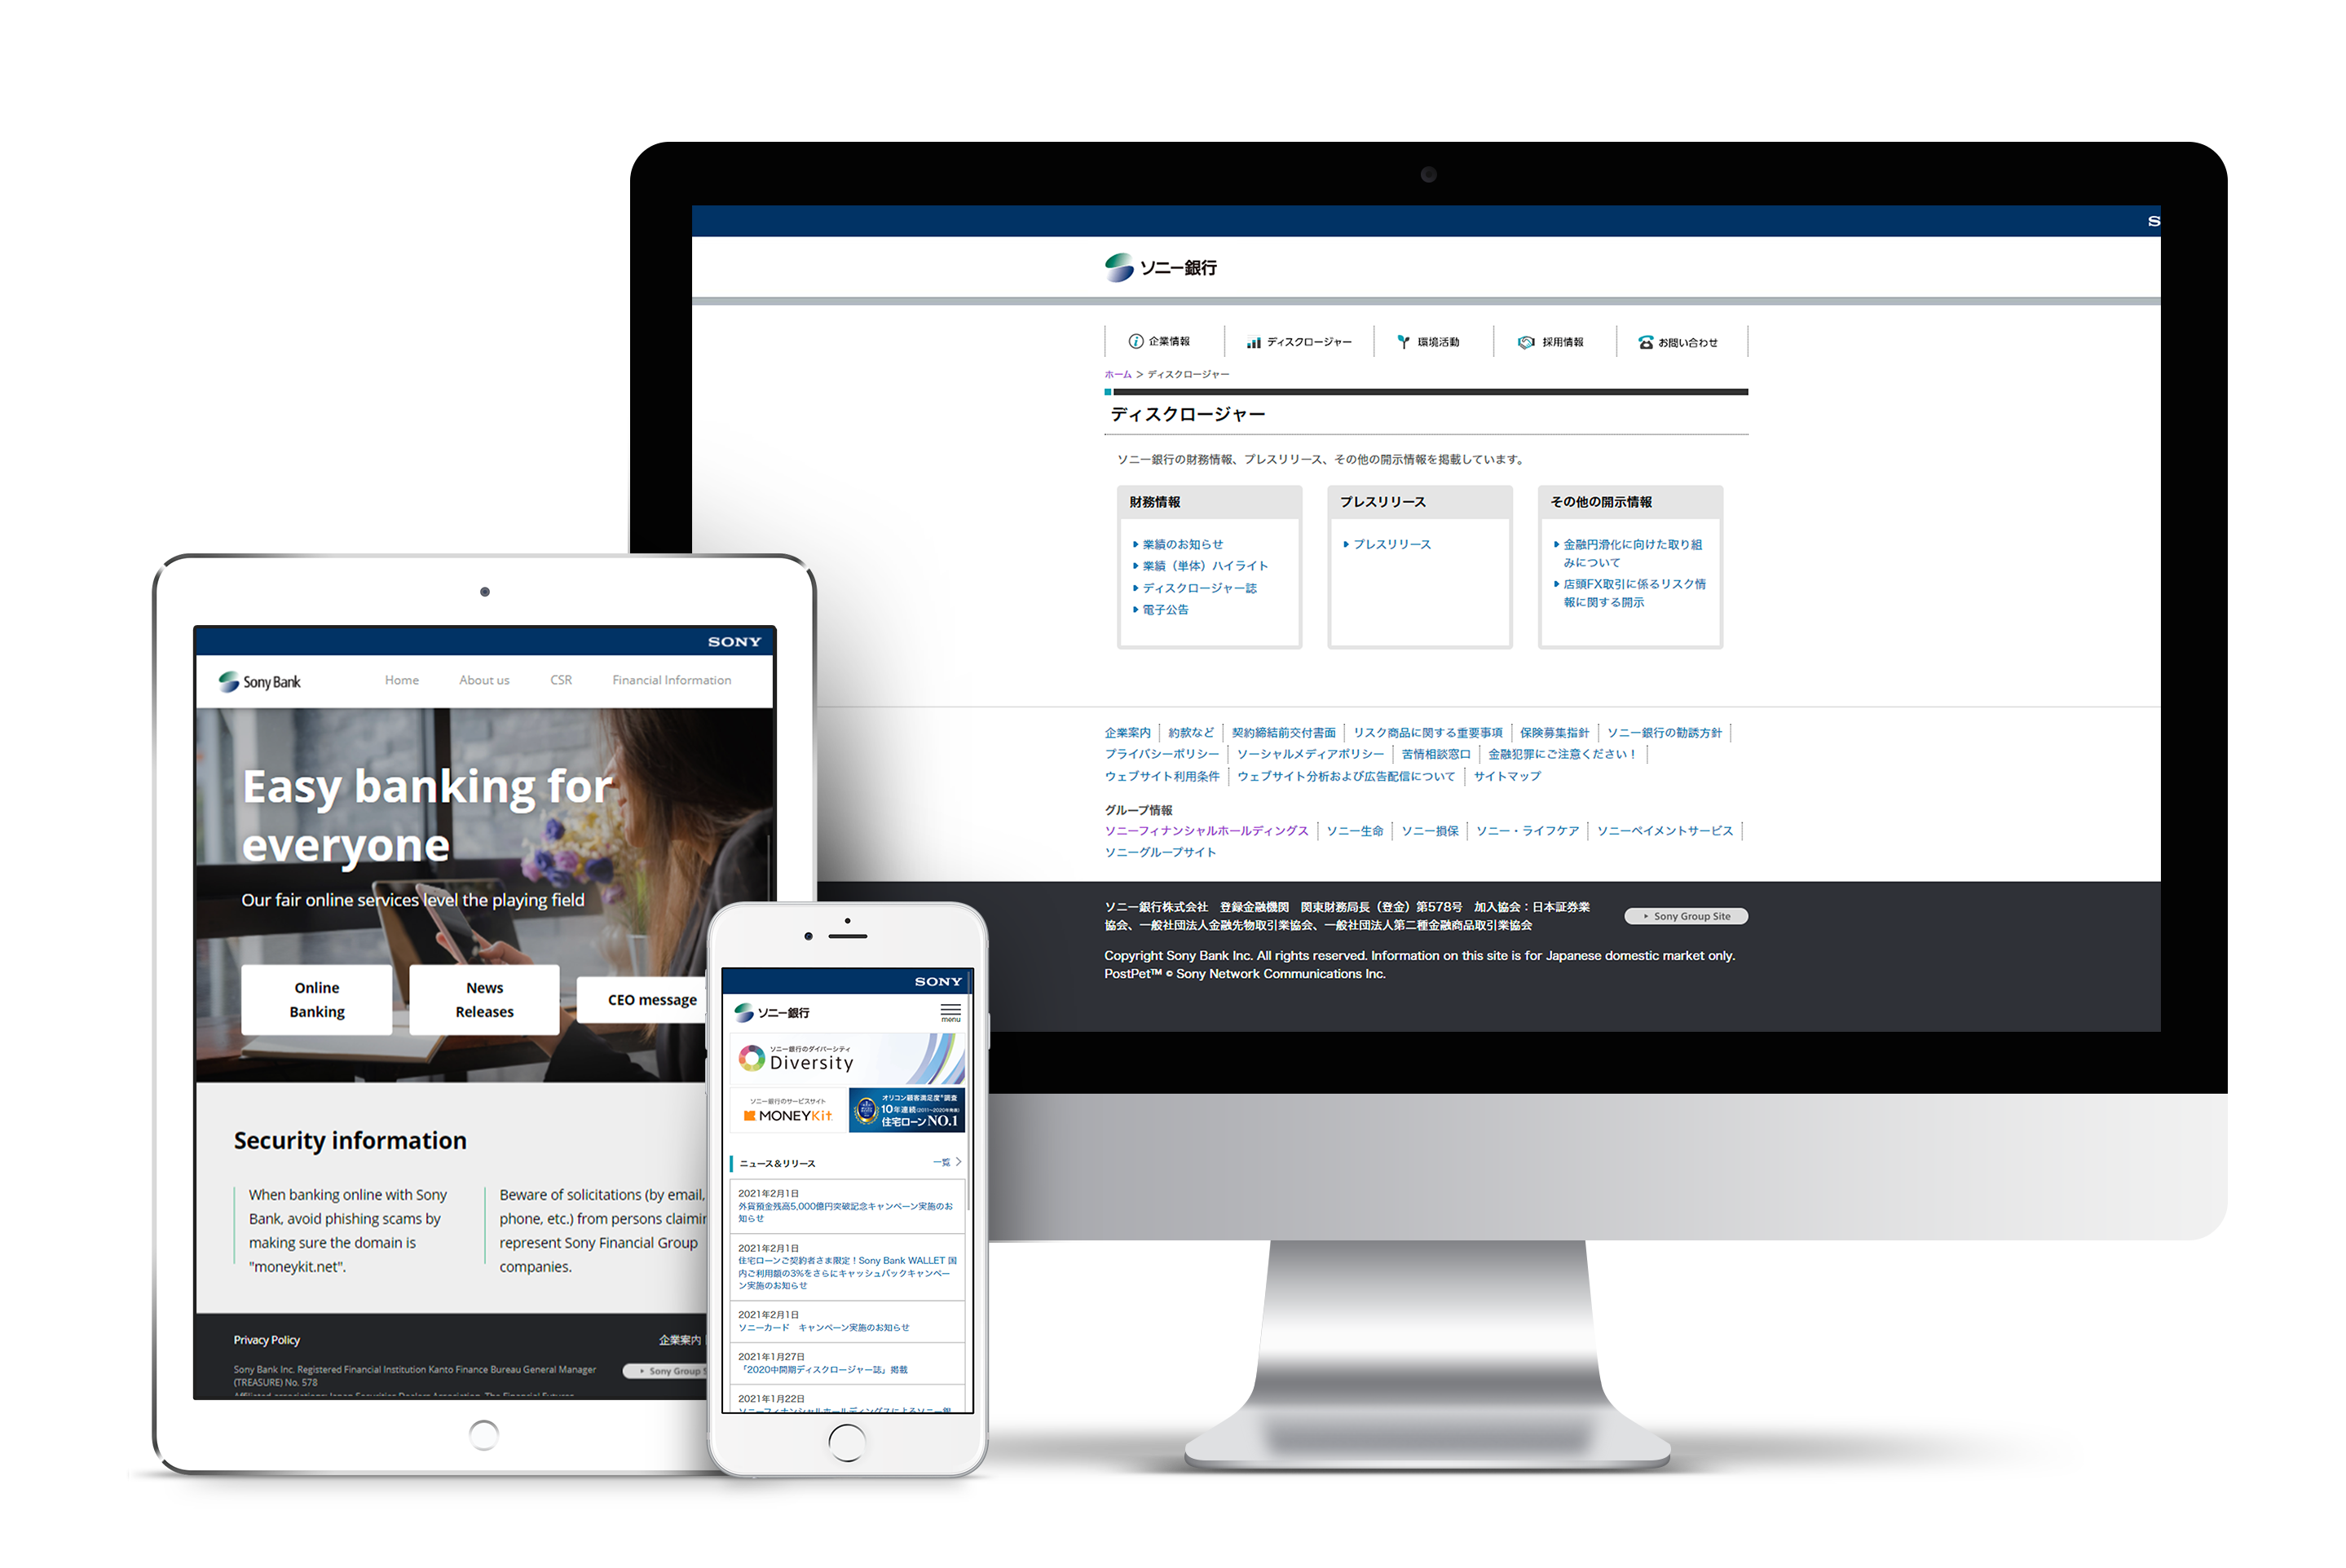 S
ソニー銀行
企業情報 ディスクロージャー 環境活動 採用情報 お問い合わせ
ホーム > ディスクロージャー
ディスクロージャー
ソニー銀行の財務情報、プレスリリース、その他の開示情報を掲載しています。
財務情報
業績のお知らせ
業績（単体）ハイライト
ディスクロージャー誌
電子公告
プレスリリース
プレスリリース
その他の開示情報
金融円滑化に向けた取り組
みについて
店頭FX取引に係るリスク情
報に関する開示
企業案内 約款など 契約締結前交付書面 リスク商品に関する重要事項 保険募集指針 ソニー銀行の勧誘方針
プライバシーポリシー ソーシャルメディアポリシー 苦情相談窓口 金融犯罪にご注意ください！
ウェブサイト利用条件 ウェブサイト分析および広告配信について サイトマップ
グループ情報
ソニーフィナンシャルホールディングス ソニー生命 ソニー損保 ソニー・ライフケア ソニーペイメントサービス
ソニーグループサイト
ソニー銀行株式会社 登録金融機関 関東財務局長（登金）第578号 加入協会：日本証券業
協会、一般社団法人金融先物取引業協会、一般社団法人第二種金融商品取引業協会
Sony Group Site
Copyright Sony Bank Inc. All rights reserved. Information on this site is for Japanese domestic market only.
PostPet™ © Sony Network Communications Inc.
SONY
Sony Bank
Home About us CSR Financial Information
Easy banking for
everyone
Our fair online services level the playing field
Online
Banking
News
Releases
CEO message
Security information
When banking online with Sony
Bank, avoid phishing scams by
making sure the domain is
"moneykit.net".
Beware of solicitations (by email,
phone, etc.) from persons claimin
represent Sony Financial Group
companies.
Privacy Policy
企業案内
Sony Bank Inc. Registered Financial Institution Kanto Finance Bureau General Manager
(TREASURE) No. 578
Sony Group S
SONY
ソニー銀行
menu
ソニー銀行のダイバーシティ
Diversity
ソニー銀行のサービスサイト
MONEYKit
オリコン顧客満足度®調査
10年連続(2011〜2020年発表)
住宅ローン NO.1
ニュース&リリース
一覧
2021年2月1日
外貨預金残高5,000億円突破記念キャンペーン実施のお
知らせ
2021年2月1日
住宅ローンご契約者さま限定！Sony Bank WALLET 国
内ご利用額の3%をさらにキャッシュバックキャンペー
ン実施のお知らせ
2021年2月1日
ソニーカード キャンペーン実施のお知らせ
2021年1月27日
「2020中間期ディスクロージャー誌」掲載
2021年1月22日